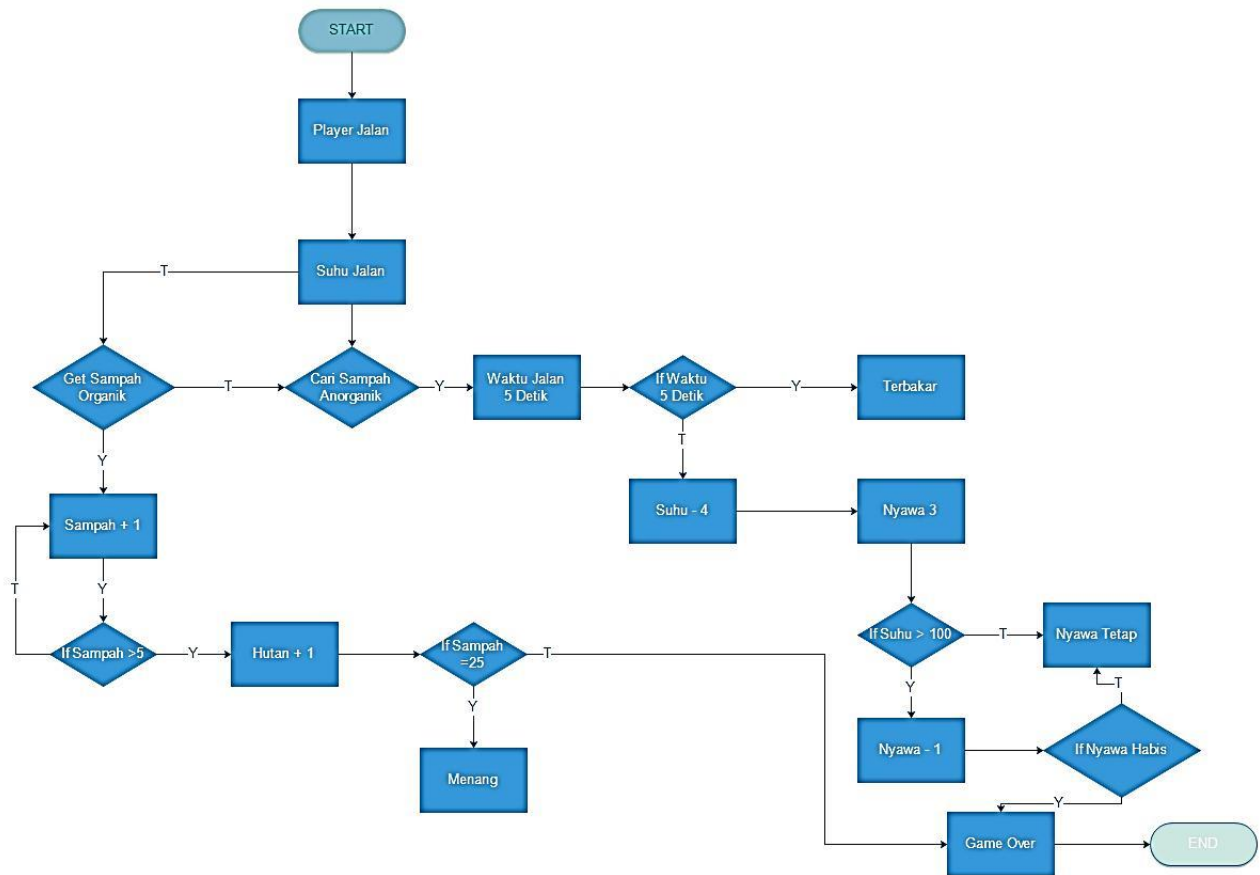 START
Player Jalan
Suhu Jalan
T
Get Sampah
Organik
T
Cari Sampah
Anorganik
Y
Waktu Jalan
5 Detik
If Waktu
5 Detik
Y
Terbakar
Y
T
Sampah + 1
Suhu - 4
Nyawa 3
T
Y
If Sampah >5
Y
Hutan + 1
If Sampah
=25
T
If Suhu > 100
T
Nyawa Tetap
Y
Y
T
Menang
Nyawa - 1
If Nyawa Habis
Y
Game Over
END